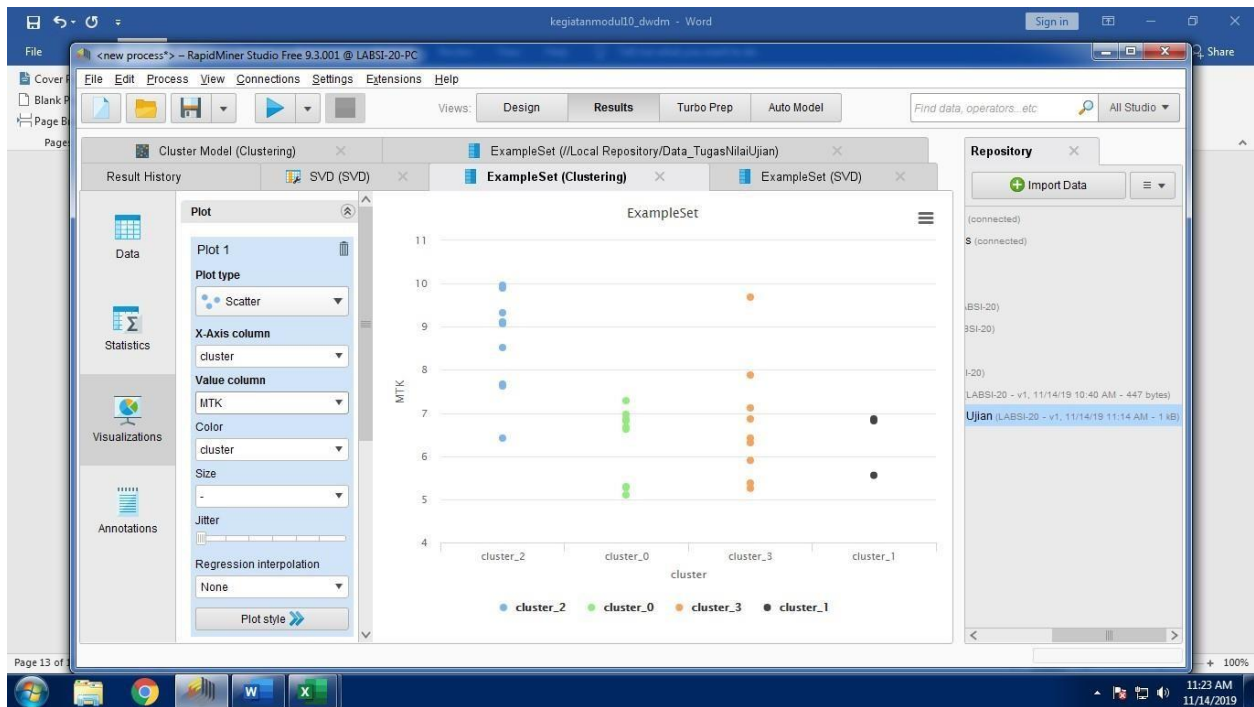 kegiatanmodul10_dwdm - Word
Sign in
File
Share
<new process*> – RapidMiner Studio Free 9.3.001 @ LABSI-20-PC
Cover
Blank P
Page B
Page
File Edit Process View Connections Settings Extensions Help
Views: Design Results Turbo Prep Auto Model
Find data, operators...etc
All Studio
Cluster Model (Clustering)
ExampleSet (//Local Repository/Data_TugasNilaiUjian)
Result History
SVD (SVD)
ExampleSet (Clustering)
ExampleSet (SVD)
Data
Statistics
Visualizations
Annotations
Plot
Plot 1
Plot type
Scatter
X-Axis column
cluster
Value column
MTK
Color
cluster
Size
-
Jitter
Regression interpolation
None
Plot style
ExampleSet
11
10
9
8
7
6
5
4
MTK
cluster_2 cluster_0 cluster_3 cluster_1
cluster
cluster_2 cluster_0 cluster_3 cluster_1
Repository
Import Data
(connected)
S (connected)
ABSI-20)
BSI-20)
I-20)
LABSI-20 - v1, 11/14/19 10:40 AM - 447 bytes)
Ujian (LABSI-20 - v1, 11/14/19 11:14 AM - 1 kB)
Page 13 of 1
100%
11:23 AM
11/14/2019